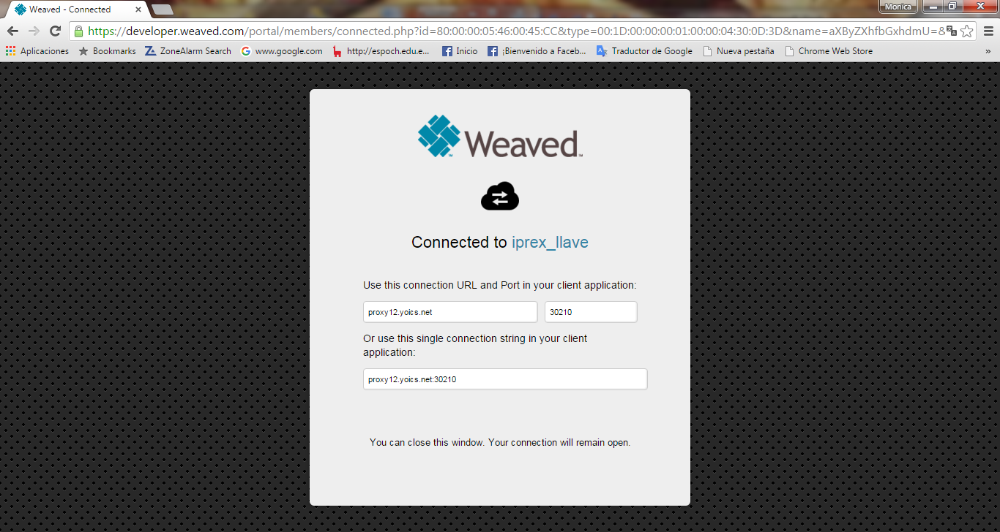 Weaved - Connected
Monica
https://developer.weaved.com/portal/members/connected.php?id=80:00:00:05:46:00:45:CC&type=00:1D:00:00:00:01:00:00:04:30:0D:3D&name=aXByZXhfbGxhdmU=&
Aplicaciones
Bookmarks
ZoneAlarm Search
www.google.com
http://espoch.edu.e...
Inicio
¡Bienvenido a Faceb...
Traductor de Google
Nueva pestaña
Chrome Web Store
»
Weaved™
Connected to iprex_llave
Use this connection URL and Port in your client application:
proxy12.yoics.net
30210
Or use this single connection string in your client
application:
proxy12.yoics.net:30210
You can close this window. Your connection will remain open.